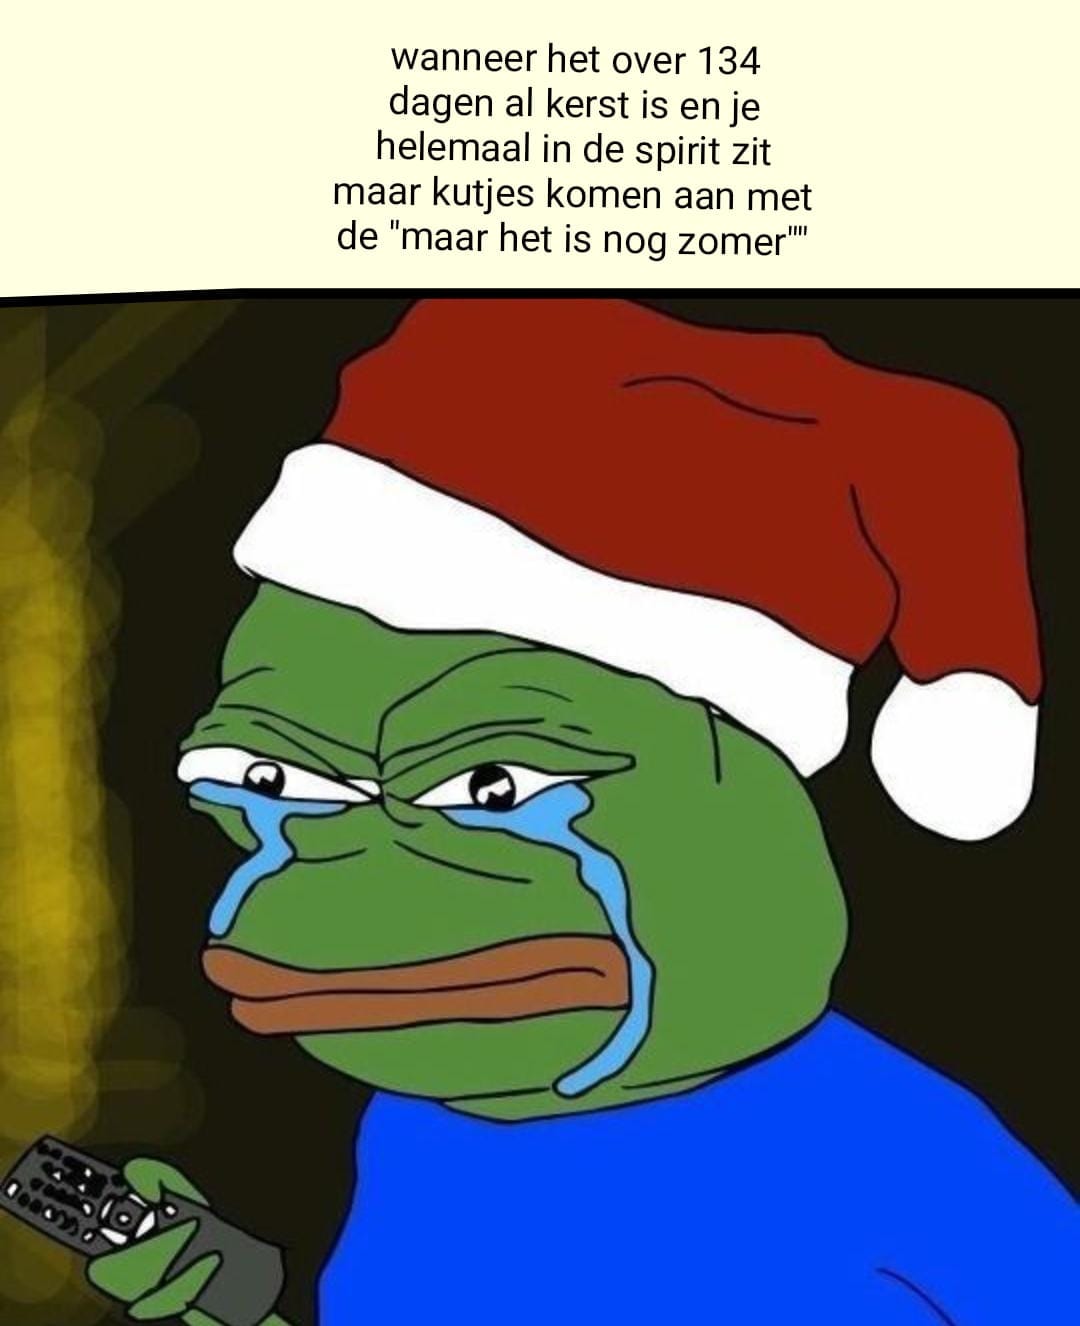 wanneer het over 134
dagen al kerst is en je
helemaal in de spirit zit
maar kutjes komen aan met
de "maar het is nog zomer""